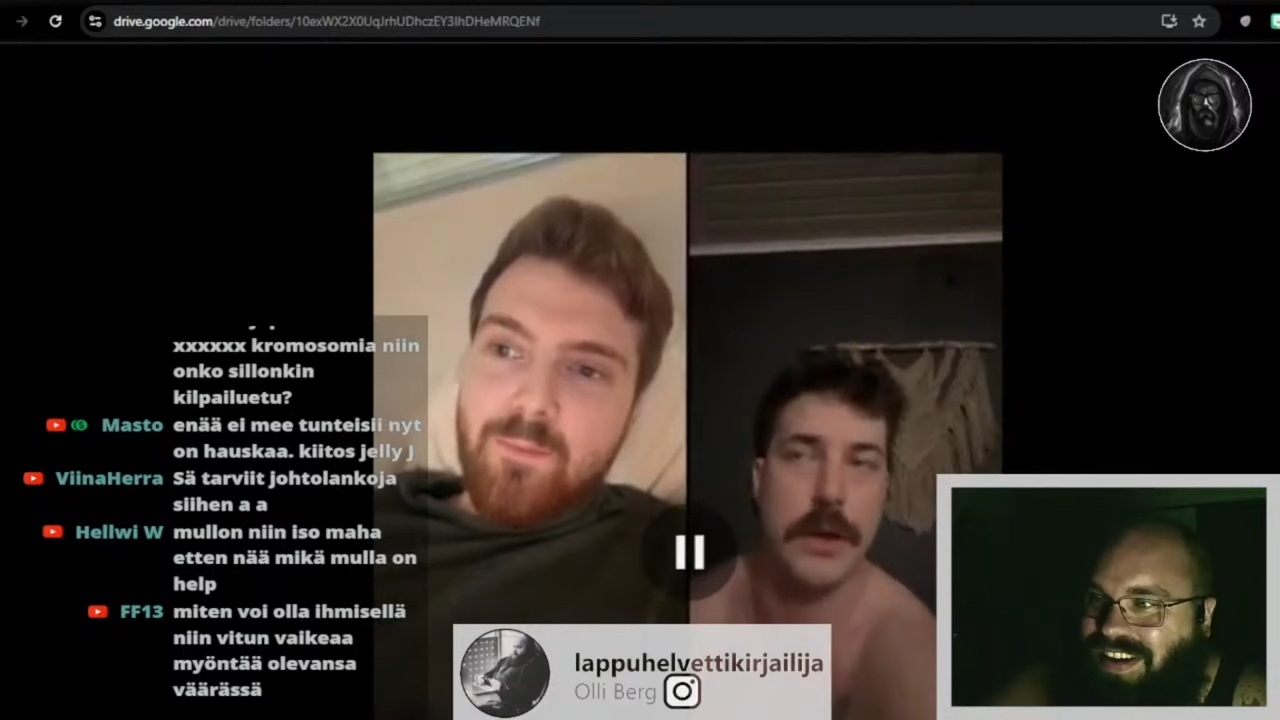 drive.google.com/drive/folders/10exWX2X0UqJrhUDhczEY3IhDHeMRQENf
xxxxxx kromosomia niin
onko sillonkin
kilpailuetu?
Masto enää ei mee tunteisii nyt
on hauskaa. kiitos jelly j
ViinaHerra Sä tarviit johtolankoja
siihen a a
Hellwi W mullon niin iso maha
etten nää mikä mulla on
help
FF13 miten voi olla ihmisellä
niin vitun vaikeaa
myöntää olevansa
väärässä
lappuhelvettikirjailija
Olli Berg